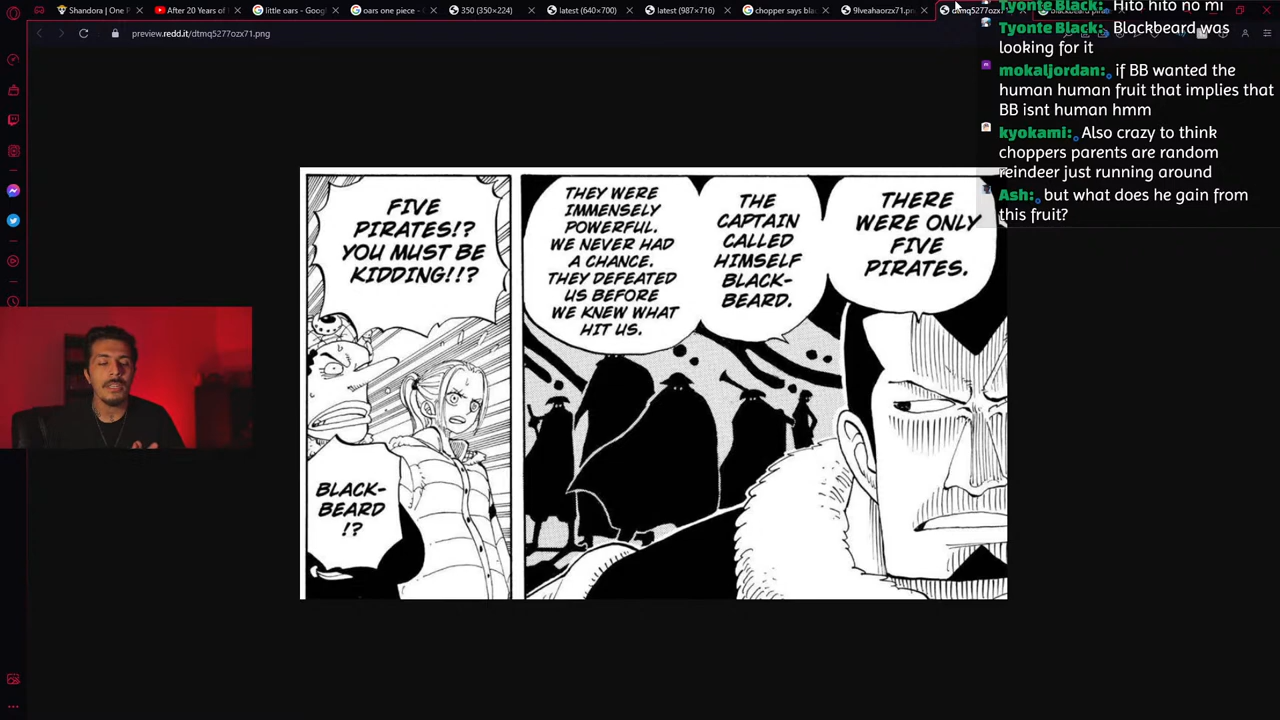 Shandora | One P
After 20 Years of
little oars - Goog
oars one piece -
350 (350×224)
latest (640×700)
latest (987×716)
chopper says bla
9lveahaorzx71.pn
dtmq5277ozx7
preview.redd.it/dtmq5277ozx71.png
Tyonte Black: Hito hito no mi
Tyonte Black: Blackbeard was
looking for it
mokaljordan: if BB wanted the
human human fruit that implies that
BB isnt human hmm
kyokami: Also crazy to think
choppers parents are random
reindeer just running around
Ash: but what does he gain from
this fruit?
FIVE
PIRATES!?
YOU MUST BE
KIDDING!!?
BLACK-
BEARD
!?
THEY WERE
IMMENSELY
POWERFUL.
WE NEVER HAD
A CHANCE.
THEY DEFEATED
US BEFORE
WE KNEW WHAT
HIT US.
THE
CAPTAIN
CALLED
HIMSELF
BLACK-
BEARD.
THERE
WERE ONLY
FIVE
PIRATES.